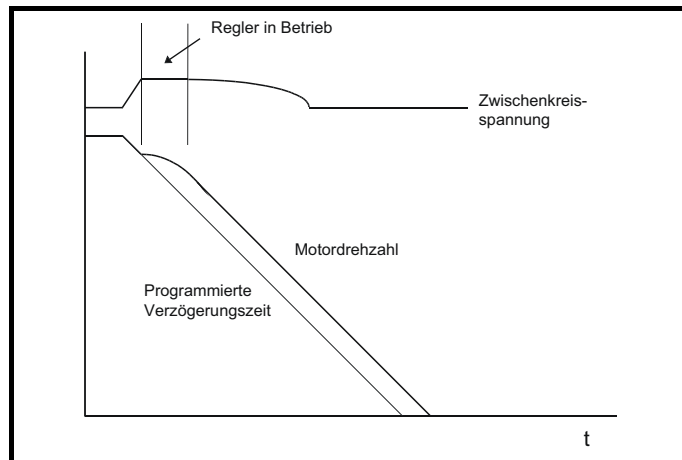 Regler in Betrieb
Zwischenkreis-
spannung
Motordrehzahl
Programmierte
Verzögerungszeit
t